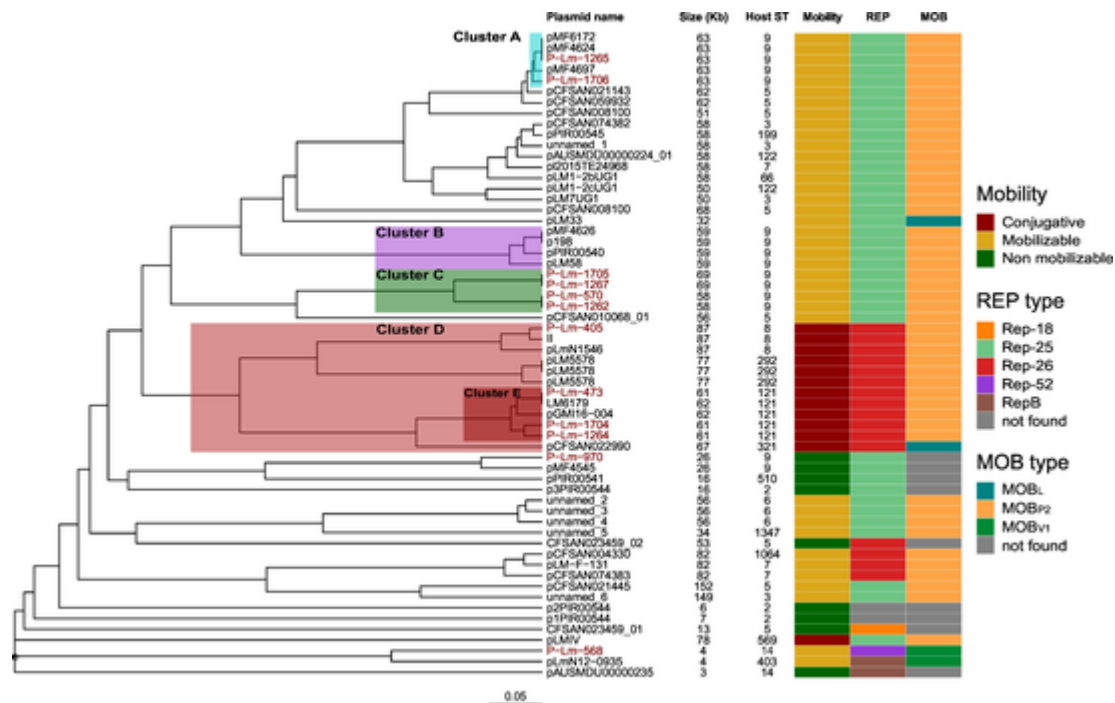 Plasmid name Size (Kb) Host ST Mobility REP MOB
Cluster A
pMF6172 63 9
pMF4624 63 9
P-Lm-1265 63 9
pMF4697 63 9
P-Lm-1706 63 9
pCFSAN021143 62 5
pCFSAN059932 62 5
pCFSAN008100 51 5
pCFSAN074382 58 3
pPIR00545 58 199
unnamed_1 58 3
pAUSMDU00000224_01 58 122
pI2015TE24968 58 7
pLM1-2bUG1 58 66
pLM1-2cUG1 50 122
pLM7UG1 50 3
pCFSAN008100 68 5
pLM33 32
Cluster B
pMF4626 59 9
p198 59 9
pPIR00540 59 9
pLM58 59 9
Cluster C
P-Lm-1705 69 9
P-Lm-1267 69 9
P-Lm-570 58 9
P-Lm-1262 58 9
pCFSAN010068_01 56 5
Cluster D
P-Lm-405 87 8
II 87 8
pLmN1546 87 8
pLM5578 77 292
pLM5578 77 292
pLM5578 77 292
Cluster E
P-Lm-473 61 121
LM6179 62 121
pGMI16-004 62 121
P-Lm-1704 61 121
P-Lm-1264 61 121
pCFSAN022990 67 321
P-Lm-970 26 9
pMF4545 26 9
pPIR00541 16 510
p3PIR00544 16 2
unnamed_2 56 6
unnamed_3 56 6
unnamed_4 56 6
unnamed_5 34 1347
CFSAN023459_02 53 5
pCFSAN004330 82 1064
pLM-F-131 82 7
pCFSAN074383 82 7
pCFSAN021445 152 5
unnamed_6 149 3
p2PIR00544 6 2
p1PIR00544 7 2
CFSAN023459_01 13 5
pLMIV 78 569
P-Lm-568 4 14
pLmN12-0935 4 403
pAUSMDU00000235 3 14
0.05
Mobility
Conjugative
Mobilizable
Non mobilizable
REP type
Rep-18
Rep-25
Rep-26
Rep-52
RepB
not found
MOB type
MOBL
MOBP2
MOBV1
not found